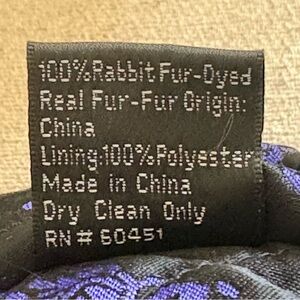 100%Rabbit Fur-Dyed
Real Fur-Fur Origin:
China
Lining:100%Polyester
Made in China
Dry Clean Only
RN# 60451